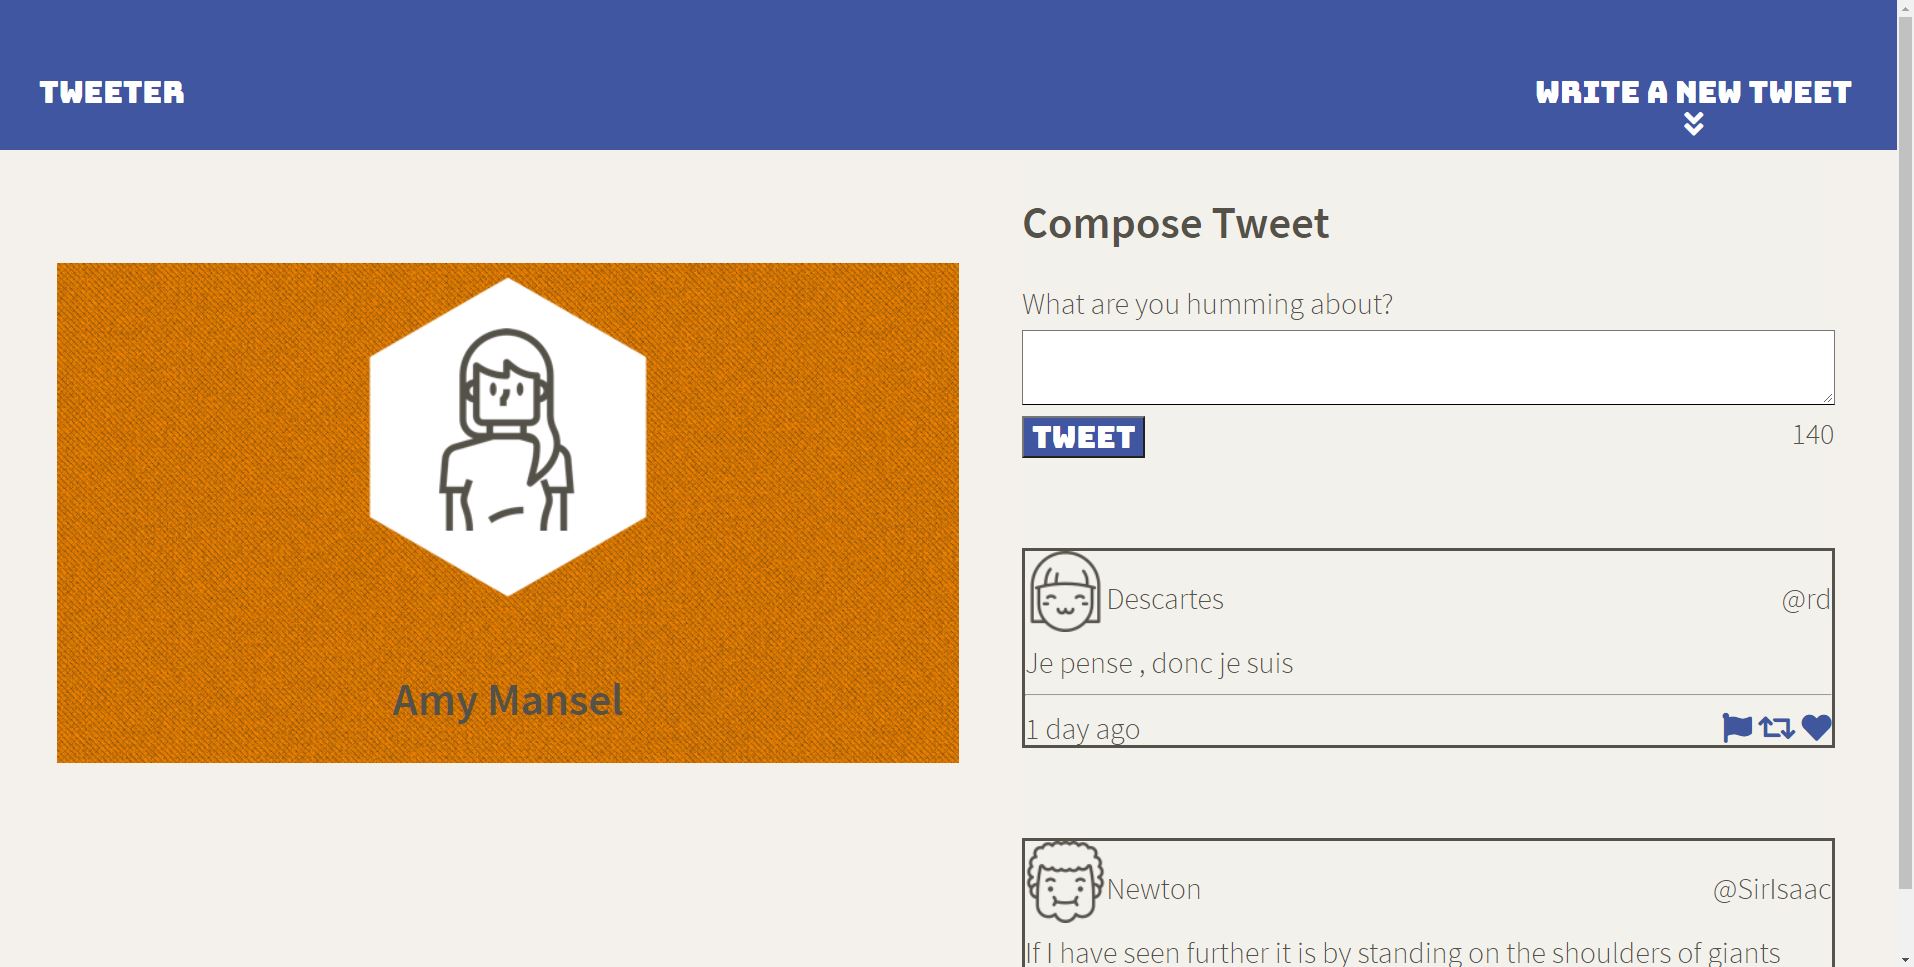 TWEETER
WRITE A NEW TWEET
Amy Mansel
Compose Tweet
What are you humming about?
TWEET
140
Descartes
@rd
Je pense , donc je suis
1 day ago
Newton
@SirIsaac
If I have seen further it is by standing on the shoulders of giants